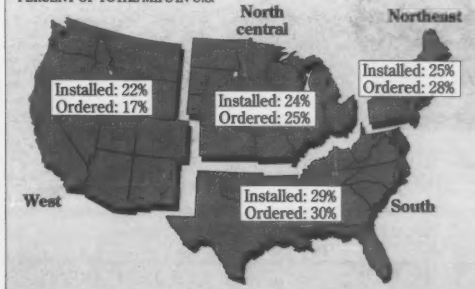 North
central
Northeast
Installed: 22%
Ordered: 17%
Installed: 24%
Ordered: 25%
Installed: 25%
Ordered: 28%
West
Installed: 29%
Ordered: 30%
South